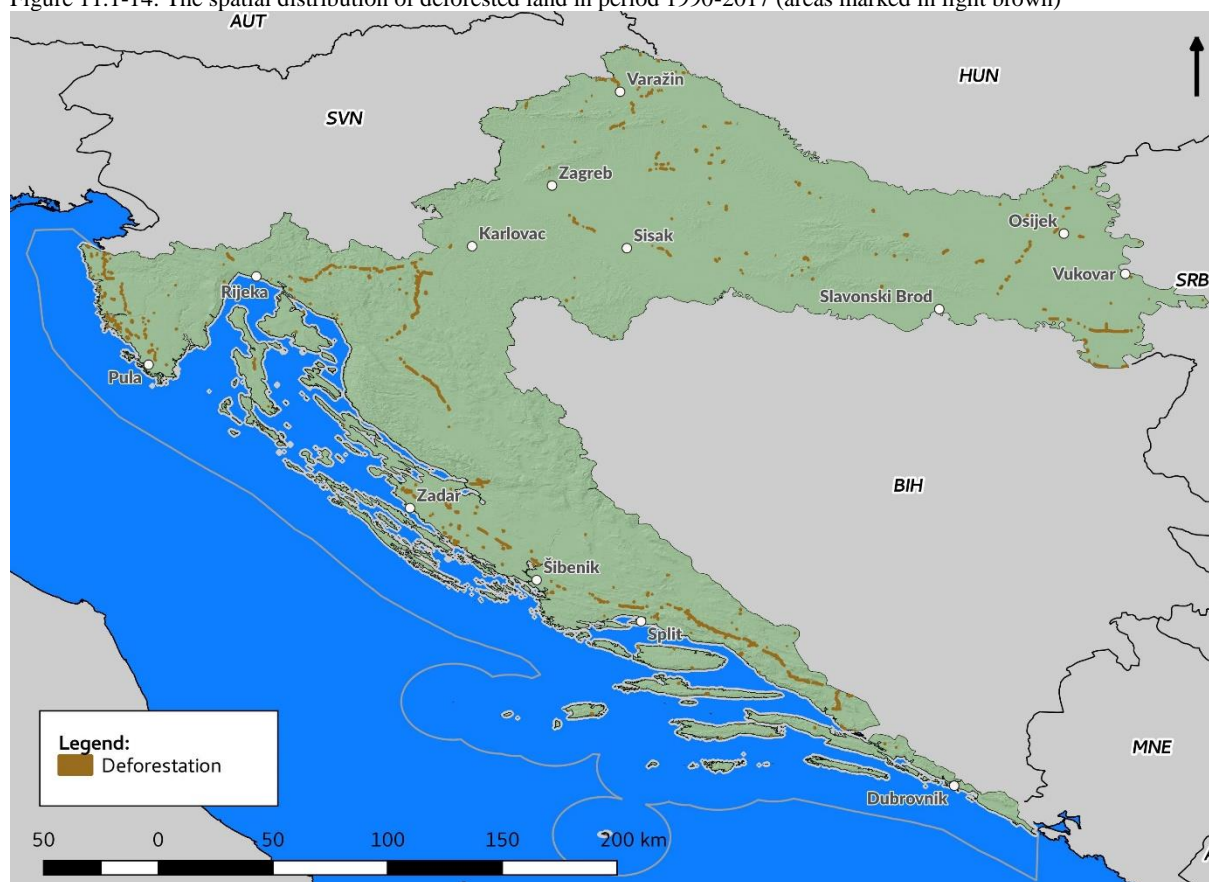 Figure 11.1-14: The spatial distribution of deforested land in period 1990-2017 (areas marked in light brown)
AUT
HUN
Varažin
SVN
Zagreb
Karlovac
Sisak
Osijek
Vukovar
SRB
Rijeka
Slavonski Brod
Pula
BIH
Zadar
Šibenik
Split
Legend:
Deforestation
MNE
Dubrovnik
50 0 50 100 150 200 km